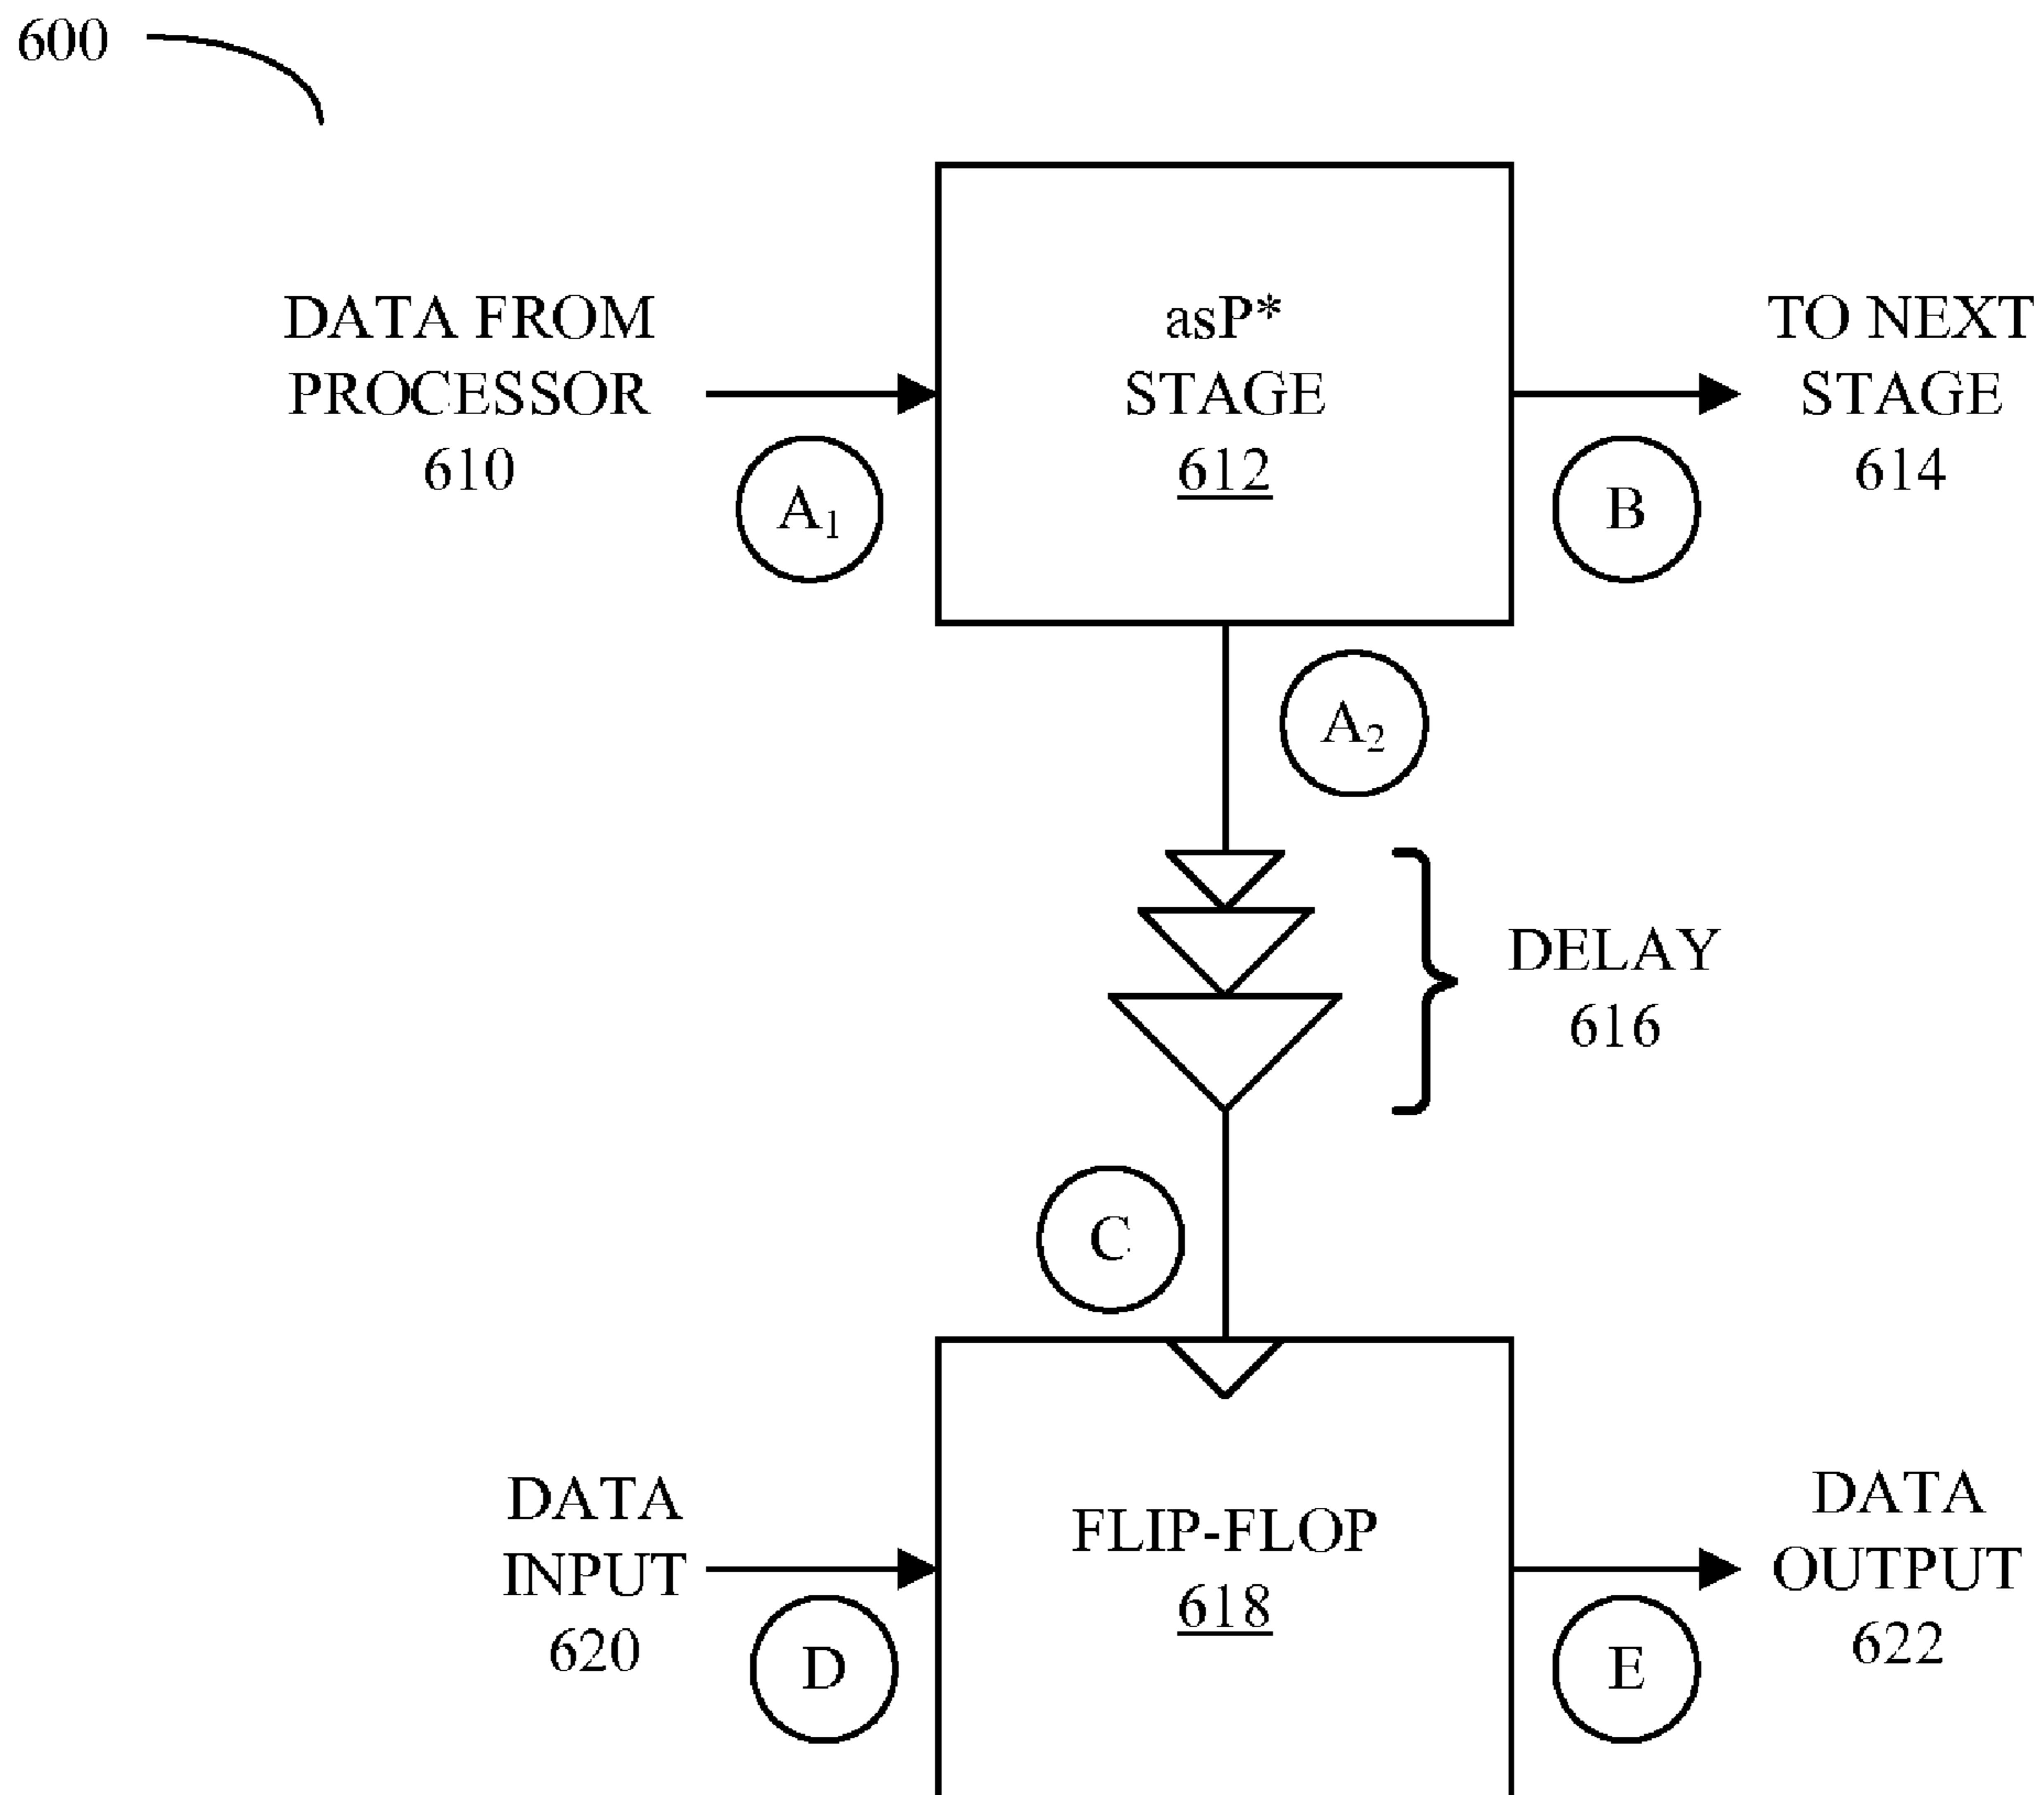 600
DATA FROM
PROCESSOR
610
asP*
STAGE
612
TO NEXT
STAGE
614
A₁
B
A₂
DELAY
616
C
DATA
INPUT
620
FLIP-FLOP
618
DATA
OUTPUT
622
D
E